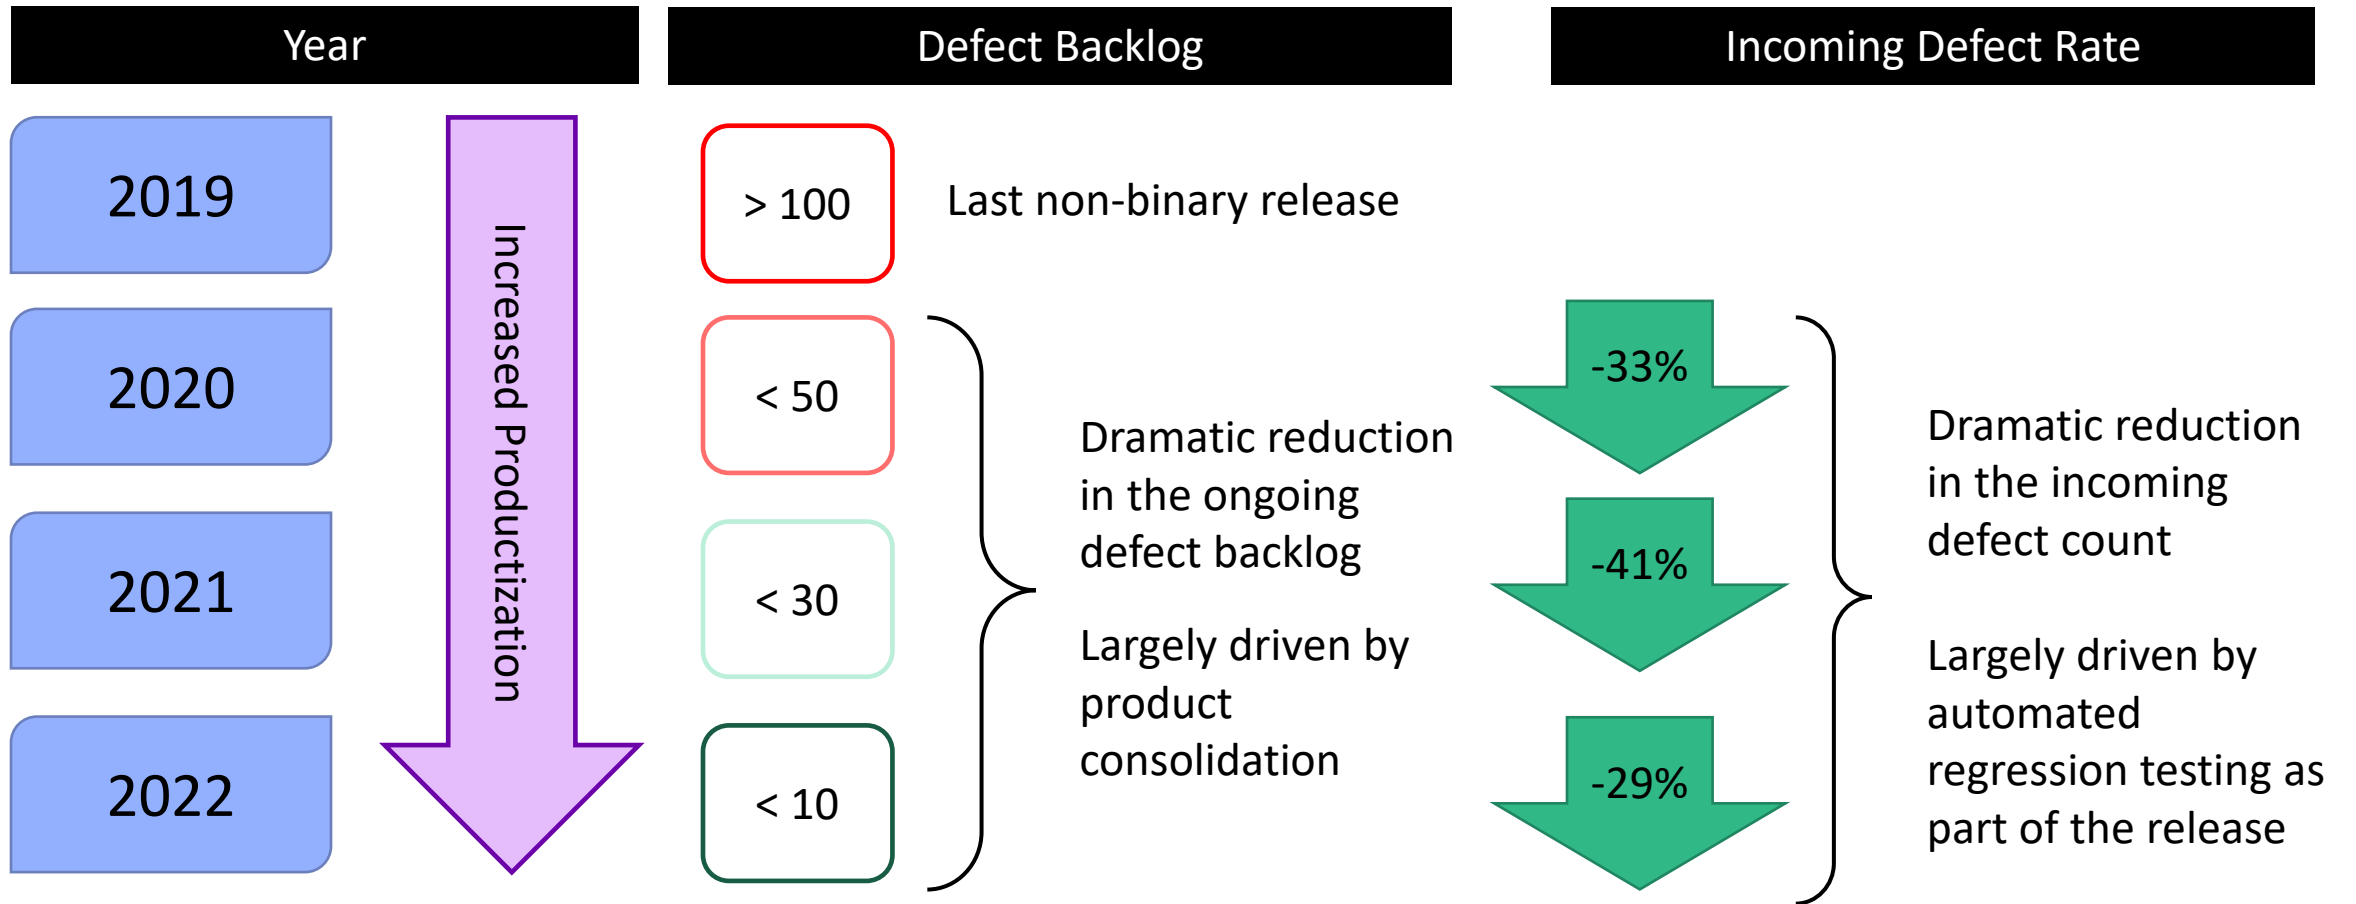 Year
Defect Backlog
Incoming Defect Rate
2019
2020
2021
2022
Increased Productization
> 100
Last non-binary release
< 50
< 30
< 10
Dramatic reduction
in the ongoing
defect backlog
Largely driven by
product
consolidation
-33%
-41%
-29%
Dramatic reduction
in the incoming
defect count
Largely driven by
automated
regression testing as
part of the release